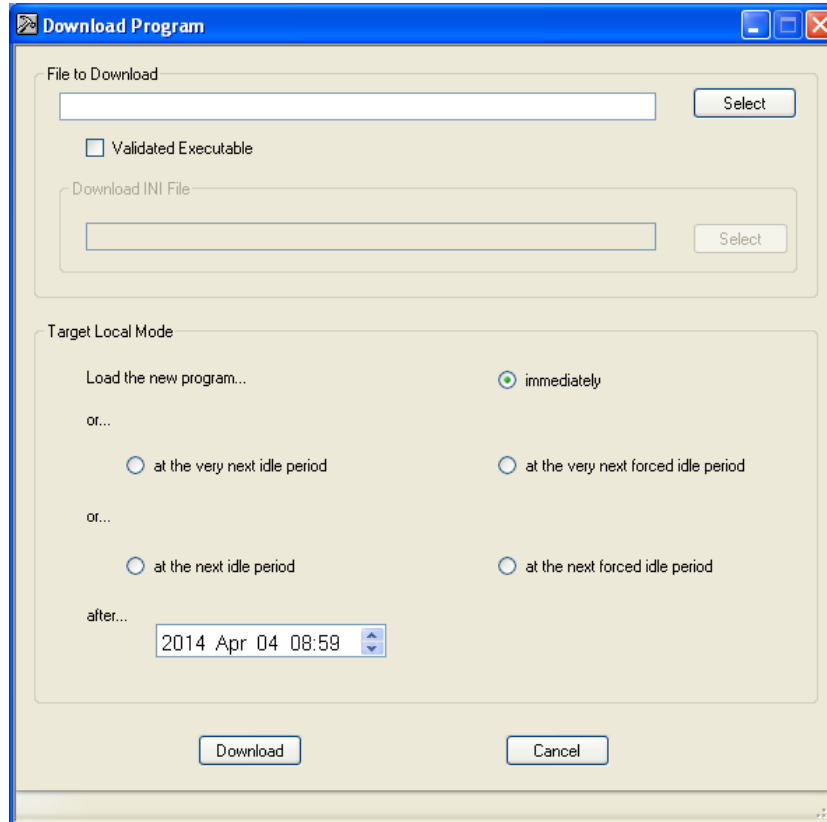 Download Program
File to Download
Select
Validated Executable
Download INI File
Select
Target Local Mode
Load the new program... immediately
or...
at the very next idle period at the very next forced idle period
or...
at the next idle period at the next forced idle period
after...
2014 Apr 04 08:59
Download Cancel